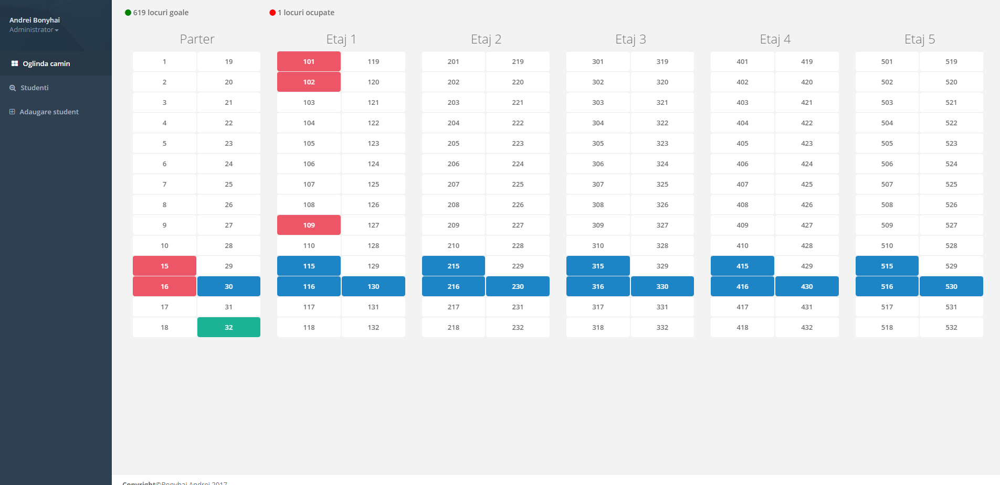 Andrei Bonyhai
Administrator
Oglinda camin
Studenti
Adaugare student
619 locuri goale 1 locuri ocupate
Parter Etaj 1 Etaj 2 Etaj 3 Etaj 4 Etaj 5
1 19 101 119 201 219 301 319 401 419 501 519
2 20 102 120 202 220 302 320 402 420 502 520
3 21 103 121 203 221 303 321 403 421 503 521
4 22 104 122 204 222 304 322 404 422 504 522
5 23 105 123 205 223 305 323 405 423 505 523
6 24 106 124 206 224 306 324 406 424 506 524
7 25 107 125 207 225 307 325 407 425 507 525
8 26 108 126 208 226 308 326 408 426 508 526
9 27 109 127 209 227 309 327 409 427 509 527
10 28 110 128 210 228 310 328 410 428 510 528
15 29 115 129 215 229 315 329 415 429 515 529
16 30 116 130 216 230 316 330 416 430 516 530
17 31 117 131 217 231 317 331 417 431 517 531
18 32 118 132 218 232 318 332 418 432 518 532
Copyright©Bonyhai Andrei 2017